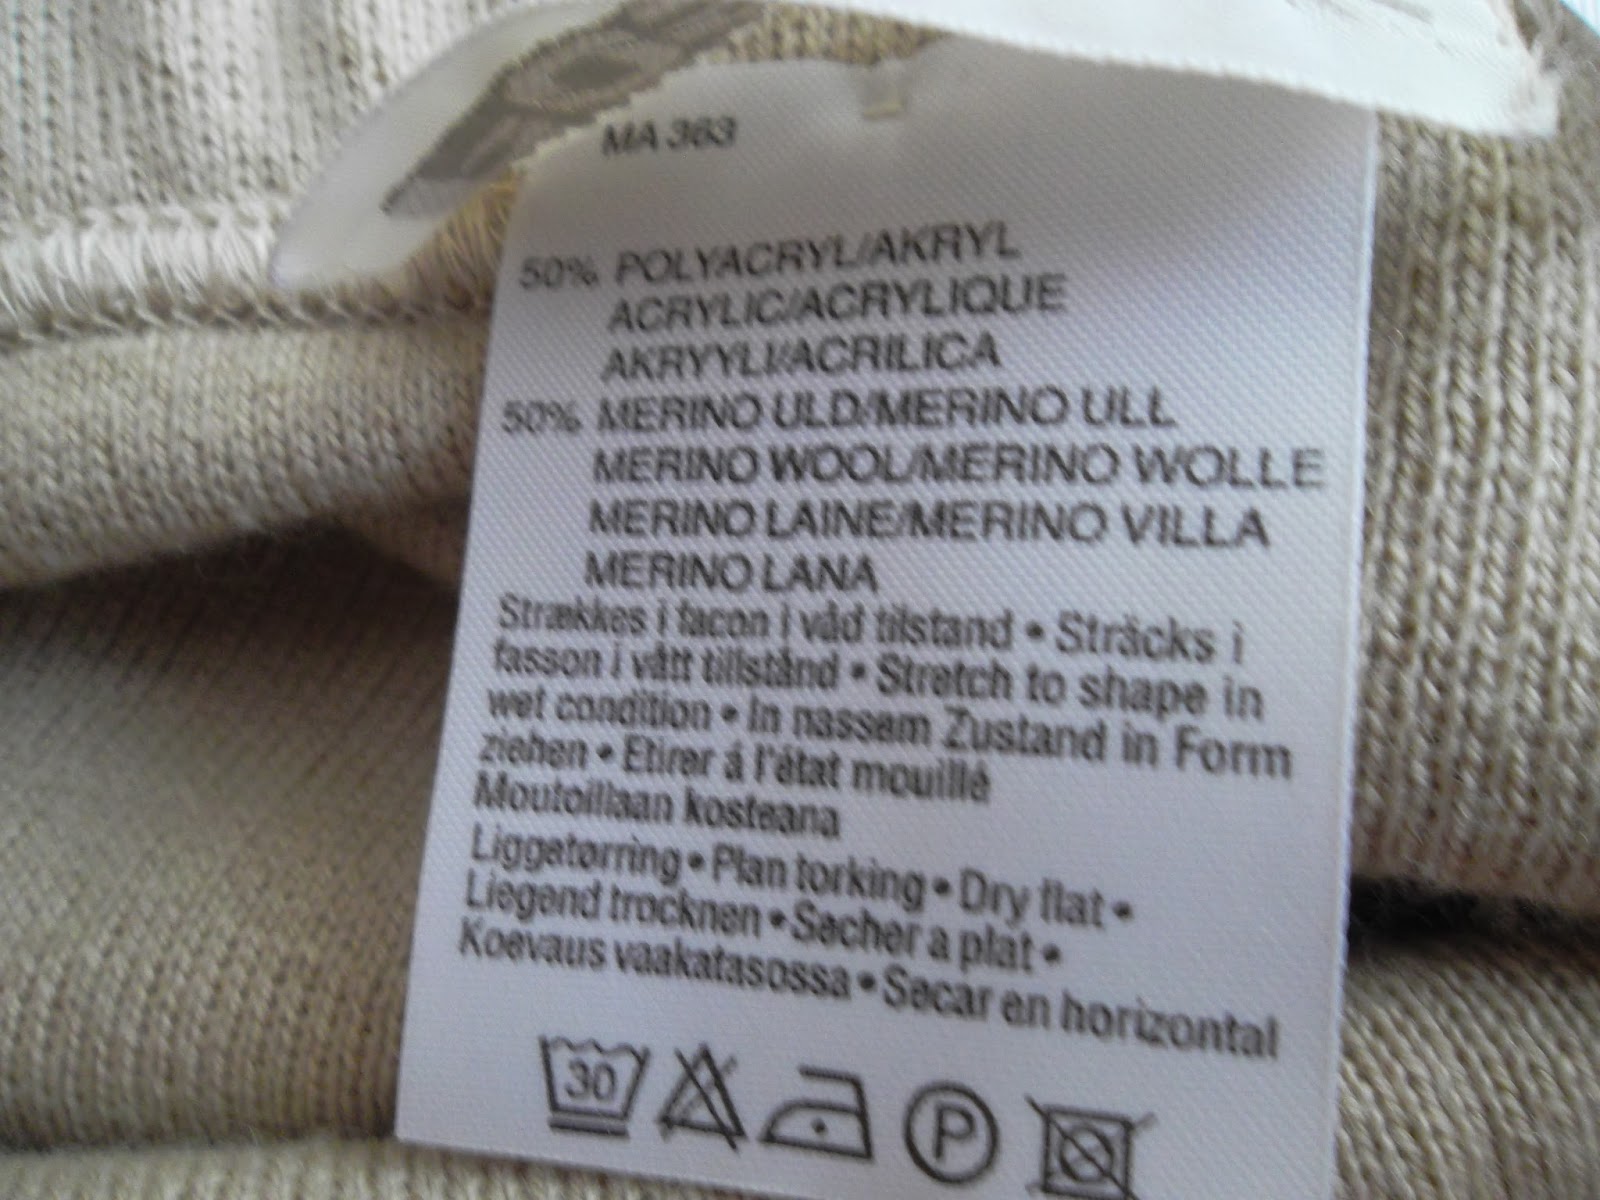 MA 363
50% POLYACRYL/AKRYL
ACRYLIC/ACRYLIQUE
AKRYYLI/ACRILICA
50% MERINO ULD/MERINO ULL
MERINO WOOL/MERINO WOLLE
MERINO LAINE/MERINO VILLA
MERINO LANA
Strækkes i facon i våd tilstand • Sträcks i
fasson i vått tillstånd • Stretch to shape in
wet condition • In nassem Zustand in Form
ziehen • Etirer á l'état mouillé
Moutoillaan kosteana
Liggetørring • Plan torking • Dry flat •
Liegend trocknen • Secher a plat •
Koevaus vaakatasossa • Secar en horizontal
30
P